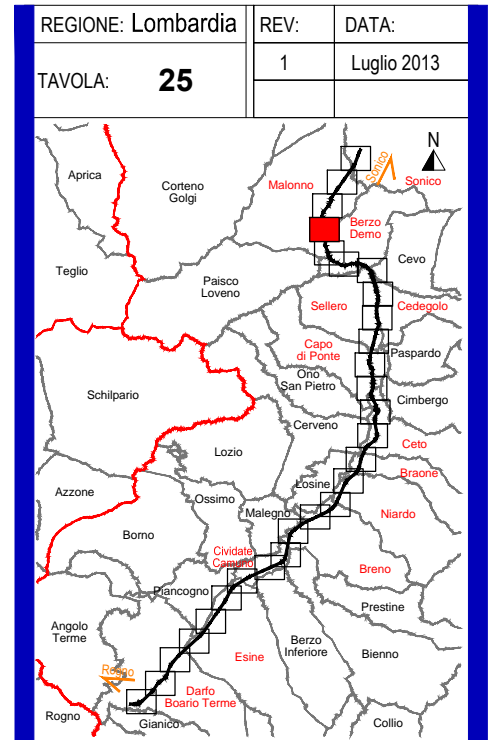 REGIONE: Lombardia
REV:
DATA:
TAVOLA: 25
1
Luglio 2013
N
Aprica
Corteno
Golgi
Malonno
Sonico
Sonico
Berzo
Demo
Teglio
Cevo
Paisco
Loveno
Sellero
Cedegolo
Capo
di Ponte
Paspardo
Ono
San Pietro
Schilpario
Cimbergo
Cerveno
Ceto
Lozio
Braone
Losine
Azzone
Ossimo
Malegno
Niardo
Borno
Cividate
Camuno
Breno
Piancogno
Prestine
Angolo
Terme
Berzo
Inferiore
Bienno
Esine
Rogno
Darfo
Boario Terme
Rogno
Gianico
Collio